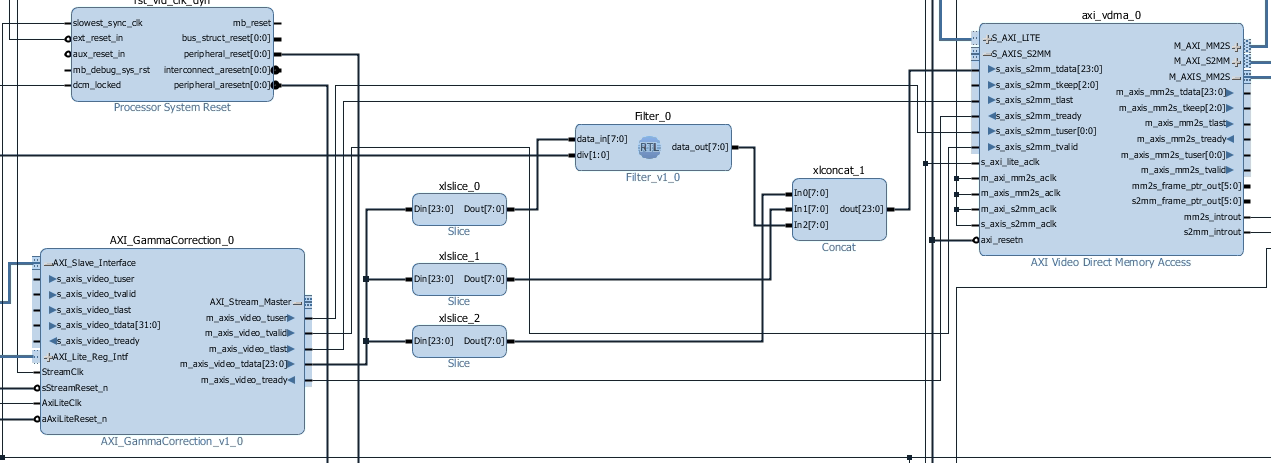 rst_vid_clk_dyn
slowest_sync_clk
ext_reset_in
aux_reset_in
mb_debug_sys_rst
dcm_locked
mb_reset
bus_struct_reset[0:0]
peripheral_reset[0:0]
interconnect_aresetn[0:0]
peripheral_aresetn[0:0]
Processor System Reset
AXI_GammaCorrection_0
AXI_Slave_Interface
s_axis_video_tuser
s_axis_video_tvalid
s_axis_video_tlast
s_axis_video_tdata[31:0]
s_axis_video_tready
AXI_Lite_Reg_Intf
StreamClk
sStreamReset_n
AxiLiteClk
aAxiLiteReset_n
AXI_Stream_Master
m_axis_video_tuser
m_axis_video_tvalid
m_axis_video_tlast
m_axis_video_tdata[23:0]
m_axis_video_tready
AXI_GammaCorrection_v1_0
xlslice_0
Din[23:0] Dout[7:0]
Slice
xlslice_1
Din[23:0] Dout[7:0]
Slice
xlslice_2
Din[23:0] Dout[7:0]
Slice
Filter_0
data_in[7:0]
div[1:0]
RTL
data_out[7:0]
Filter_v1_0
xlconcat_1
In0[7:0]
In1[7:0]
In2[7:0]
dout[23:0]
Concat
axi_vdma_0
S_AXI_LITE
S_AXIS_S2MM
s_axis_s2mm_tdata[23:0]
s_axis_s2mm_tkeep[2:0]
s_axis_s2mm_tlast
s_axis_s2mm_tready
s_axis_s2mm_tuser[0:0]
s_axis_s2mm_tvalid
s_axi_lite_aclk
m_axi_mm2s_aclk
m_axis_mm2s_aclk
m_axi_s2mm_aclk
s_axis_s2mm_aclk
axi_resetn
M_AXI_MM2S
M_AXI_S2MM
M_AXIS_MM2S
m_axis_mm2s_tdata[23:0]
m_axis_mm2s_tkeep[2:0]
m_axis_mm2s_tlast
m_axis_mm2s_tready
m_axis_mm2s_tuser[0:0]
m_axis_mm2s_tvalid
mm2s_frame_ptr_out[5:0]
s2mm_frame_ptr_out[5:0]
mm2s_introut
s2mm_introut
AXI Video Direct Memory Access